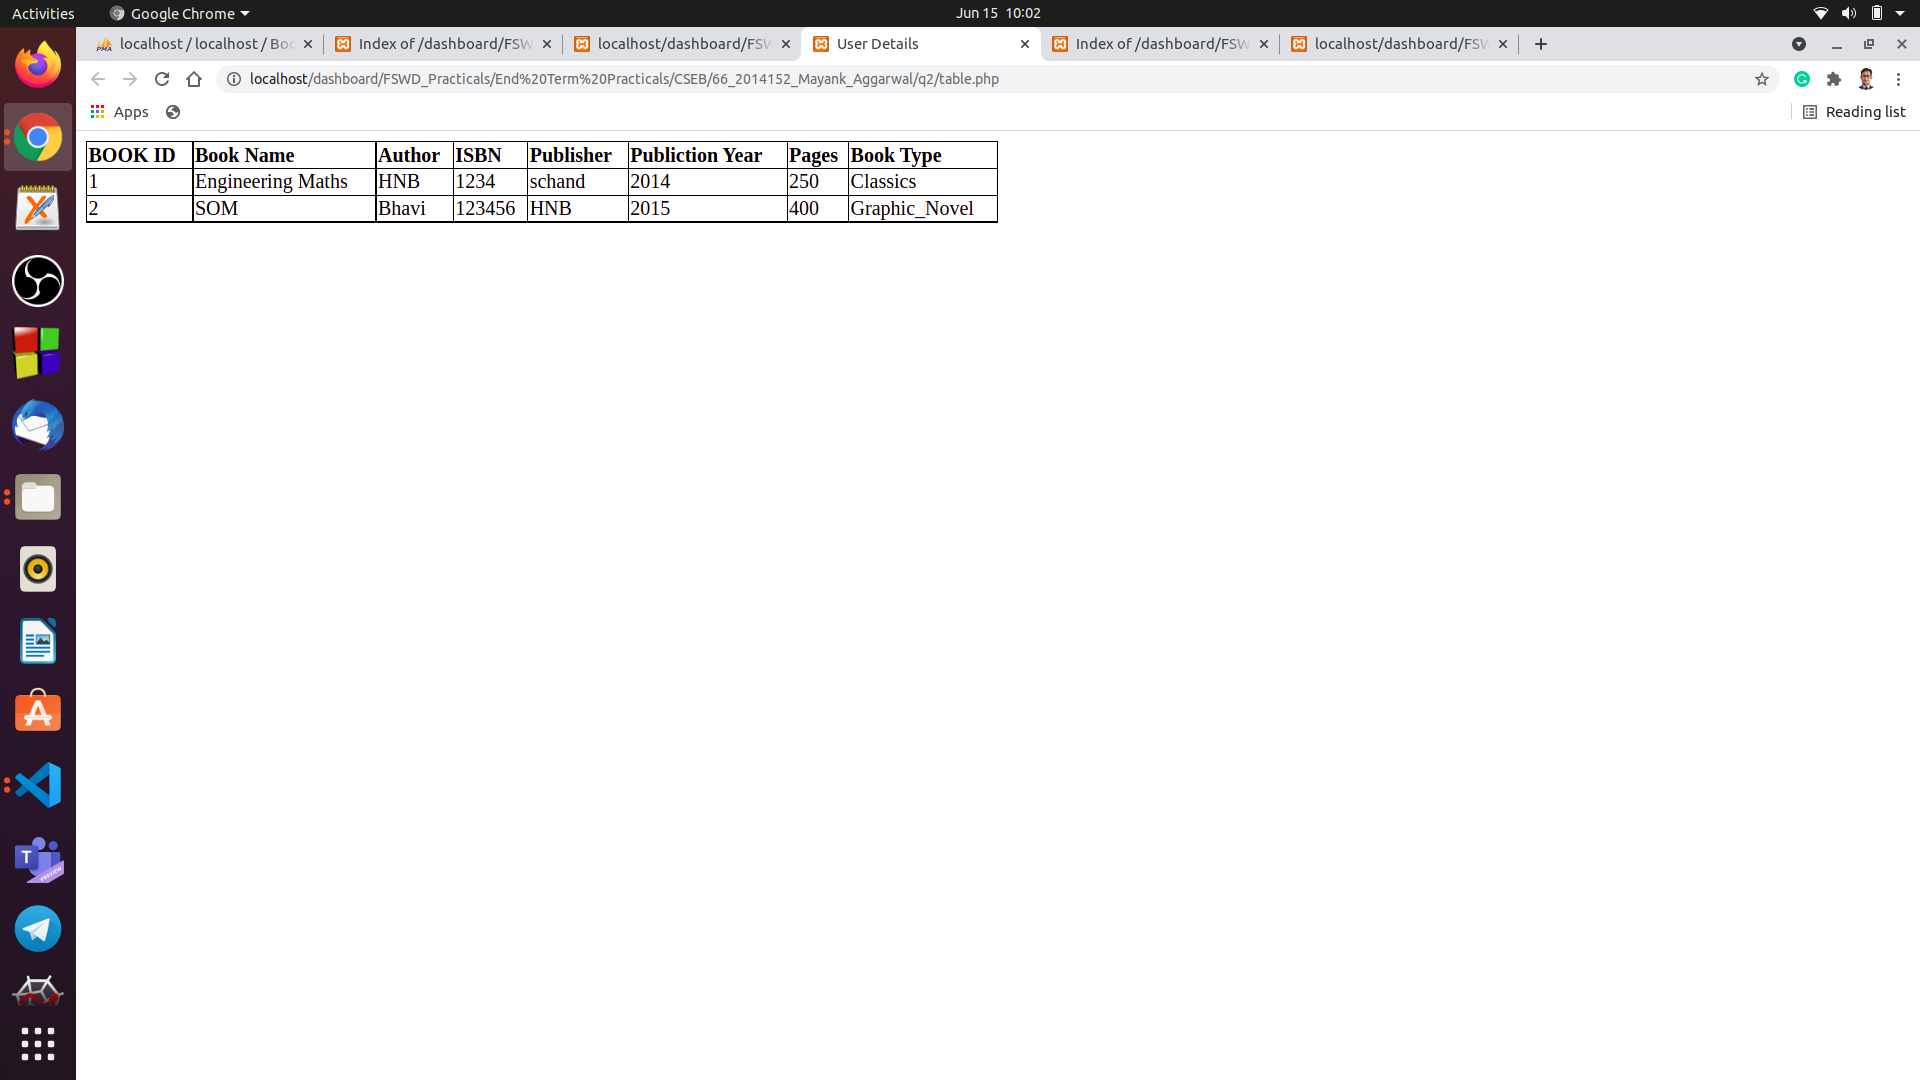 Activities Google Chrome Jun 15 10:02
localhost / localhost / Boo Index of /dashboard/FSW localhost/dashboard/FSW User Details Index of /dashboard/FSW localhost/dashboard/FSW
localhost/dashboard/FSWD_Practicals/End%20Term%20Practicals/CSEB/66_2014152_Mayank_Aggarwal/q2/table.php
Apps Reading list
BOOK ID Book Name Author ISBN Publisher Publiction Year Pages Book Type
1 Engineering Maths HNB 1234 schand 2014 250 Classics
2 SOM Bhavi 123456 HNB 2015 400 Graphic_Novel